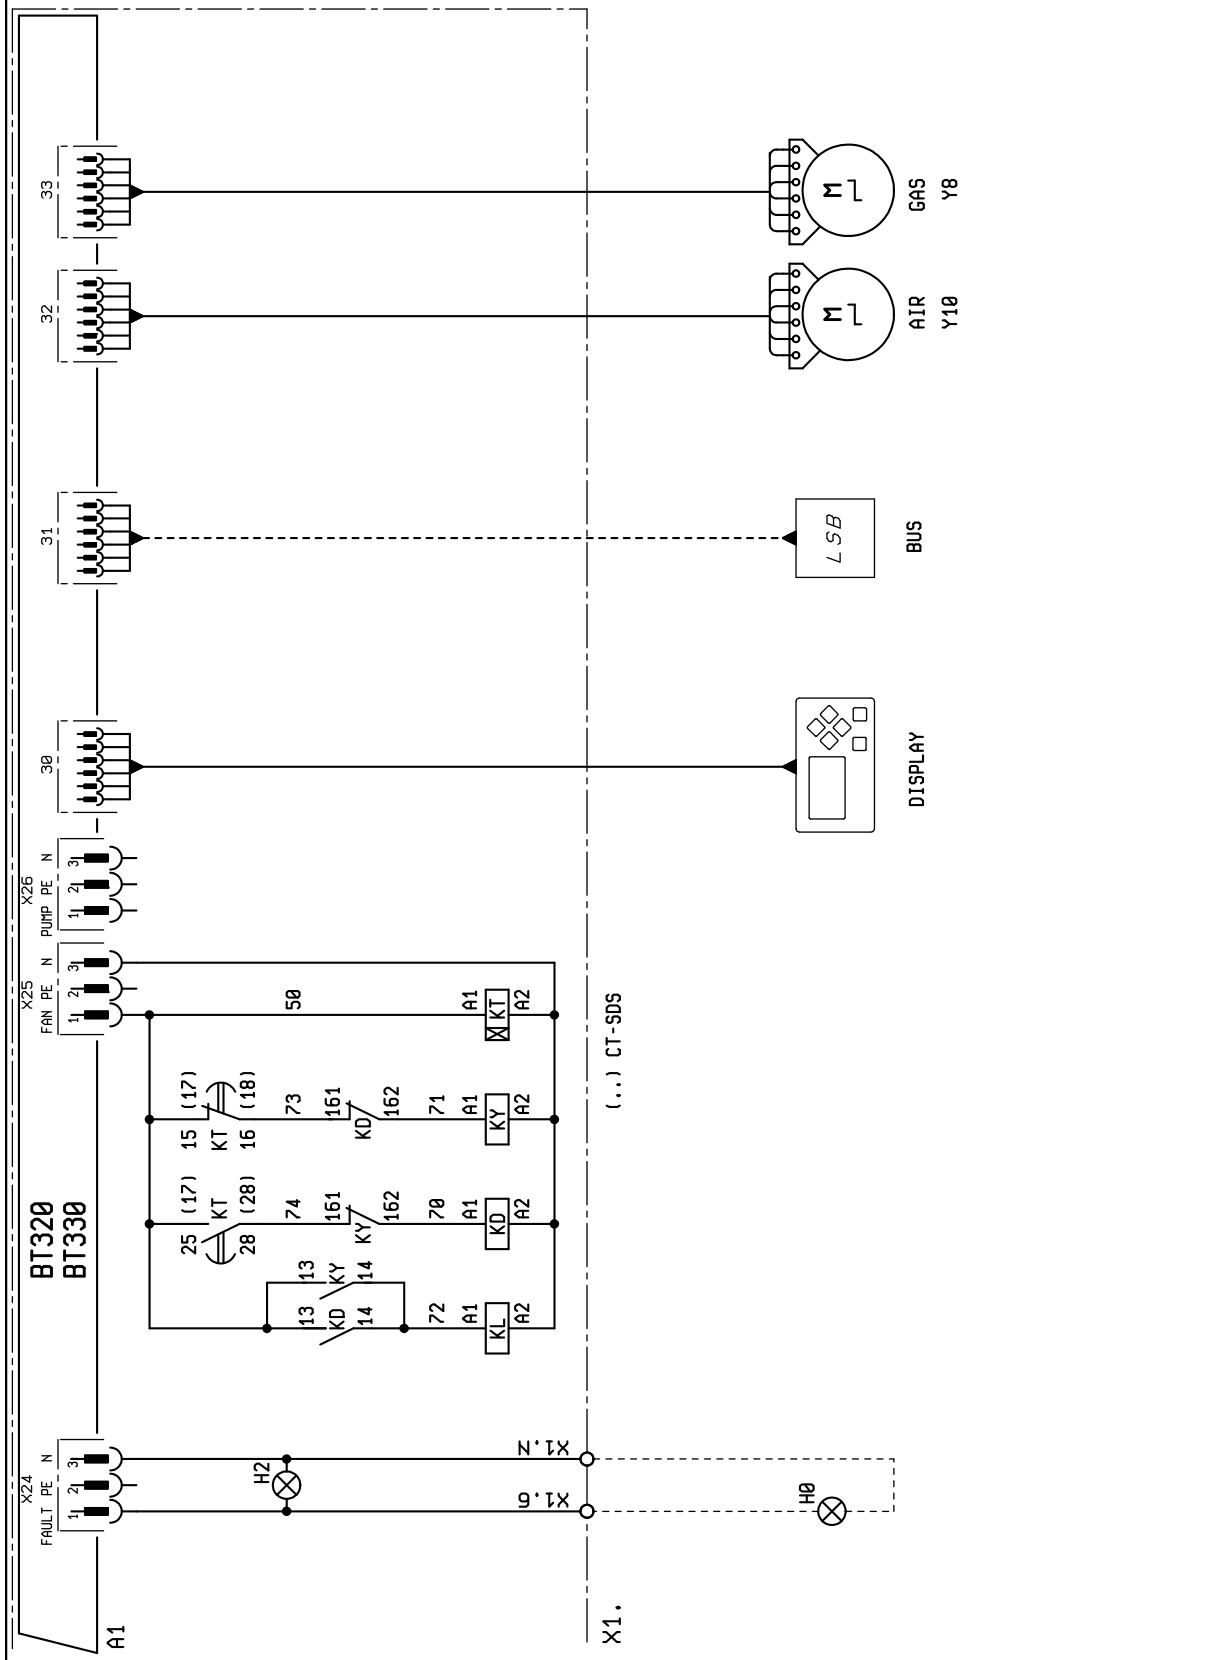 BT320
BT330
A1
X24
FAULT PE N
1 2 3
H2
X1.6
X1.N
H0
X1.
X25
FAN PE N
1 2 3
13 KD 14
13 KY 14
72
A1 KL A2
25 (17)
KT
28 (28)
74
161 KY 162
70
A1 KD A2
15 (17)
KT
16 (18)
73
161 KD 162
71
A1 KY A2
50
A1 KT A2
(..) CT-SDS
X26
PUMP PE N
1 2 3
30
DISPLAY
31
LSB
BUS
32
M
AIR
Y10
33
M
GAS
Y8